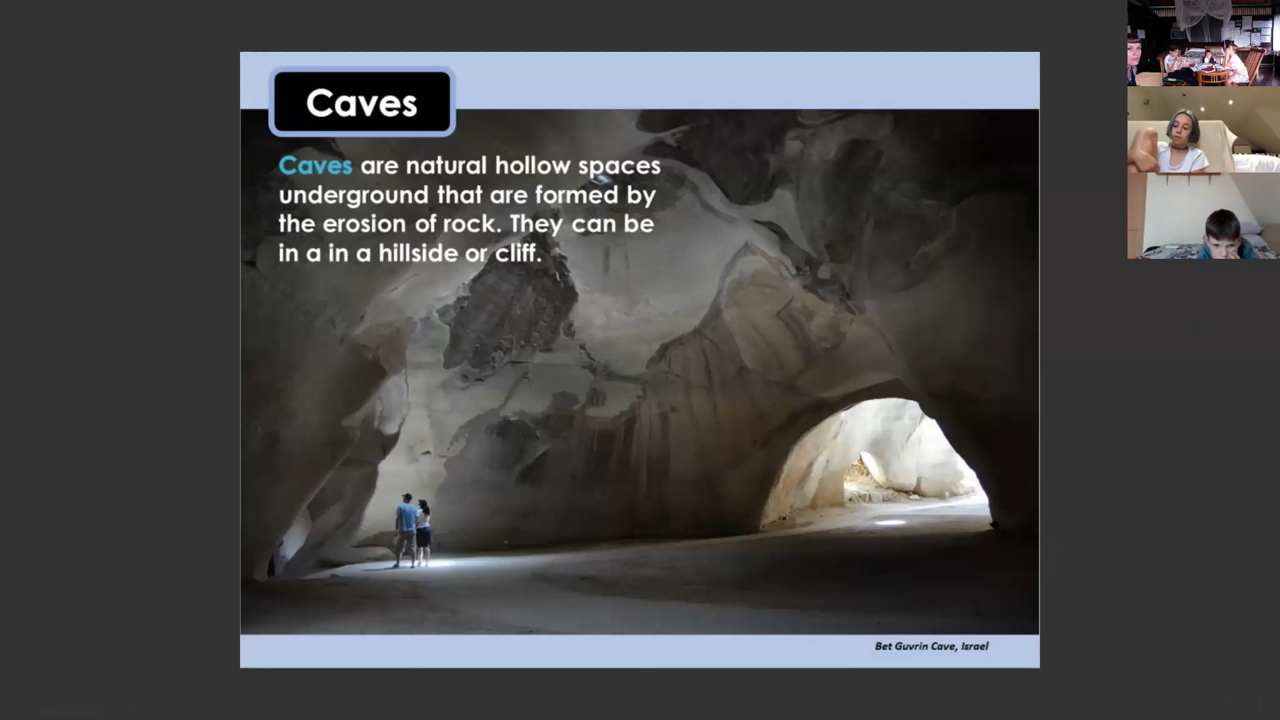 Caves
Caves are natural hollow spaces
underground that are formed by
the erosion of rock. They can be
in a in a hillside or cliff.
Bet Guvrin Cave, Israel